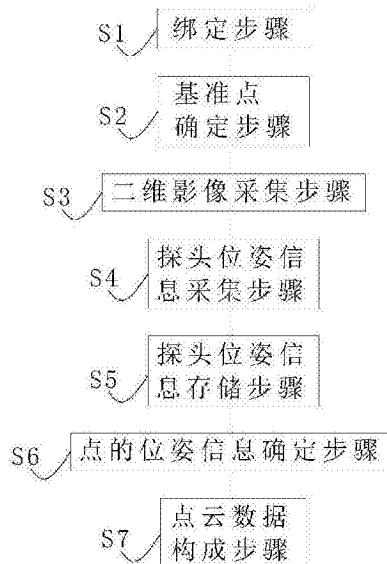 S1 绑定步骤
S2 基准点
确定步骤
S3 二维影像采集步骤
S4 探头位姿信
息采集步骤
S5 探头位姿信
息存储步骤
S6 点的位姿信息确定步骤
S7 点云数据
构成步骤